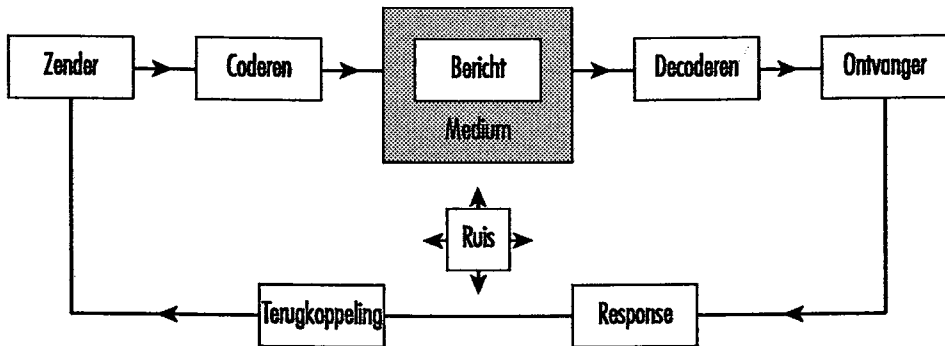 Zender
Coderen
Bericht
Medium
Decoderen
Ontvanger
Ruis
Terugkoppeling
Response